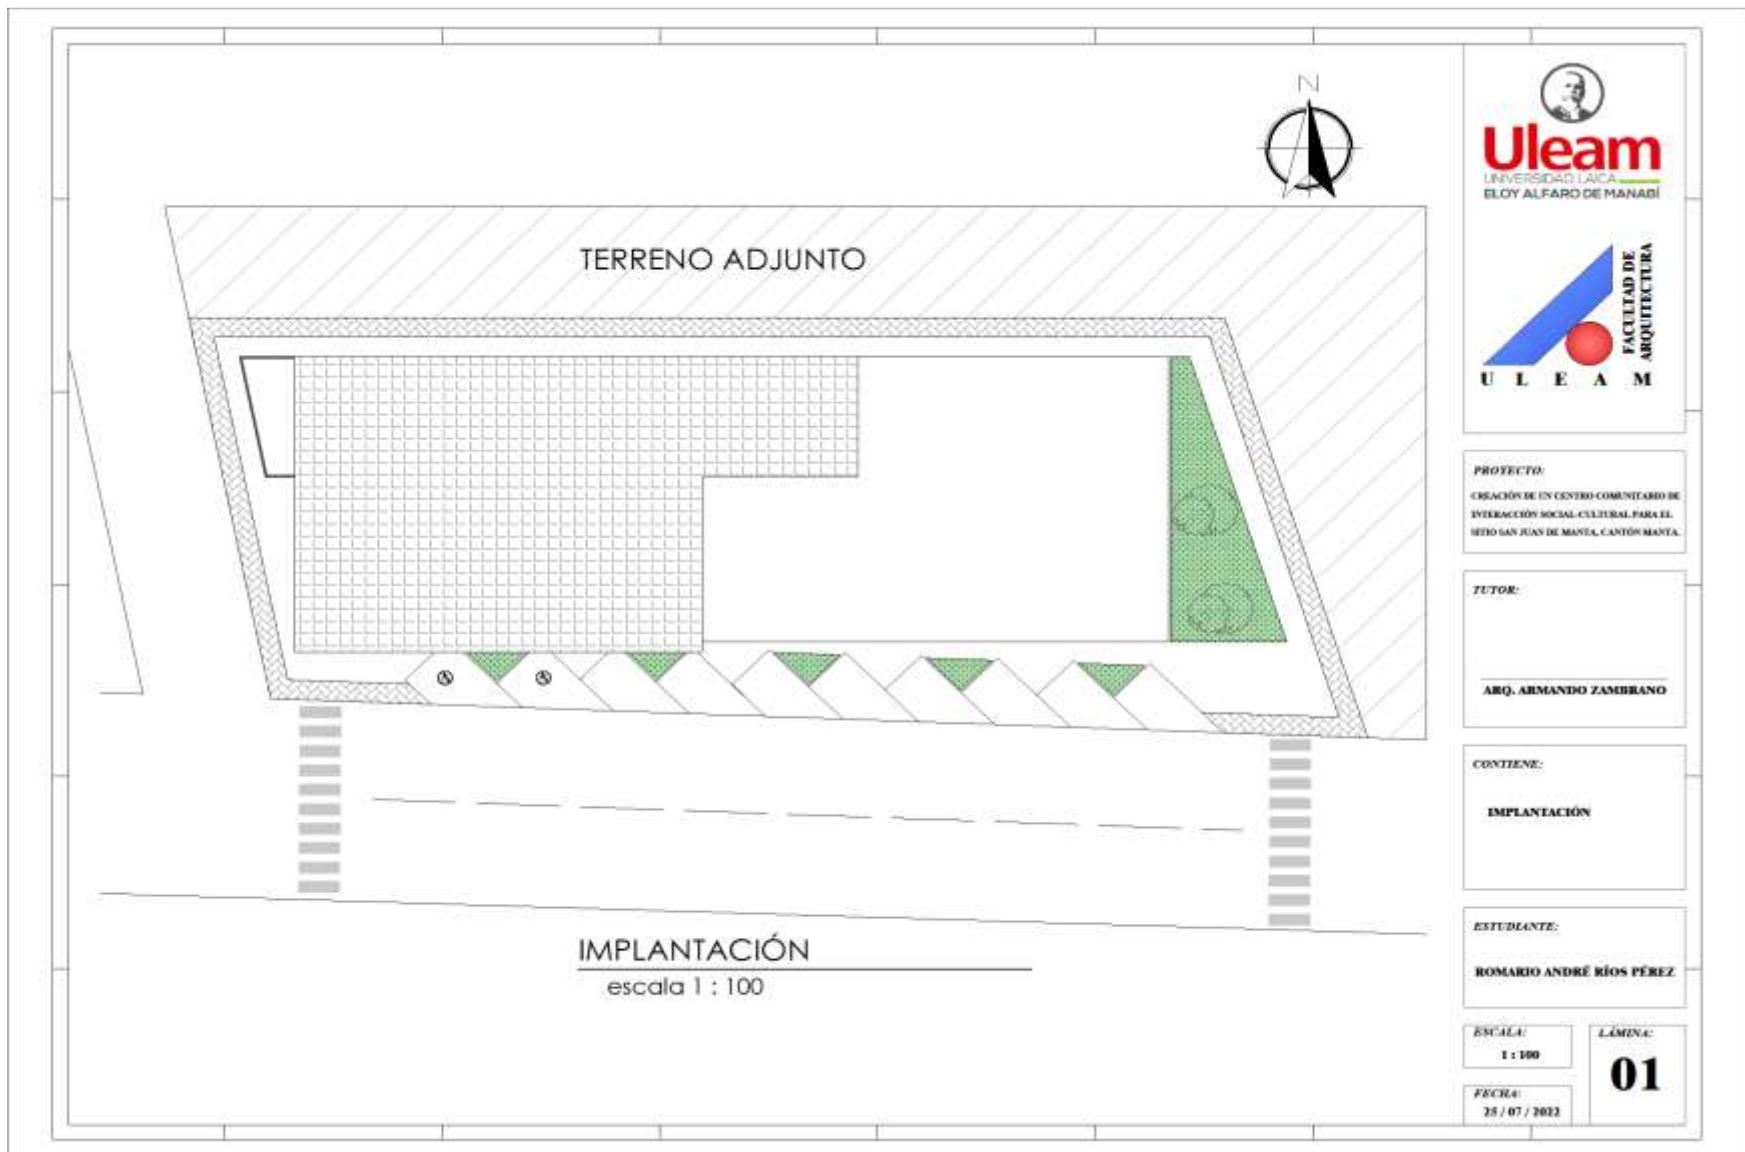 N
TERRENO ADJUNTO
IMPLANTACIÓN
escala 1 : 100
Uleam
UNIVERSIDAD LAICA
ELOY ALFARO DE MANABÍ
FACULTAD DE
ARQUITECTURA
U L E A M
PROYECTO:
CREACIÓN DE UN CENTRO COMUNITARIO DE
INTERACCIÓN SOCIAL-CULTURAL PARA EL
SITIO SAN JUAN DE MANTA, CANTÓN MANTA.
TUTOR:
ARQ. ARMANDO ZAMBRANO
CONTIENE:
IMPLANTACIÓN
ESTUDIANTE:
ROMARIO ANDRÉ RÍOS PÉREZ
ESCALA:
1 : 100
LÁMINA:
01
FECHA:
25 / 07 / 2022